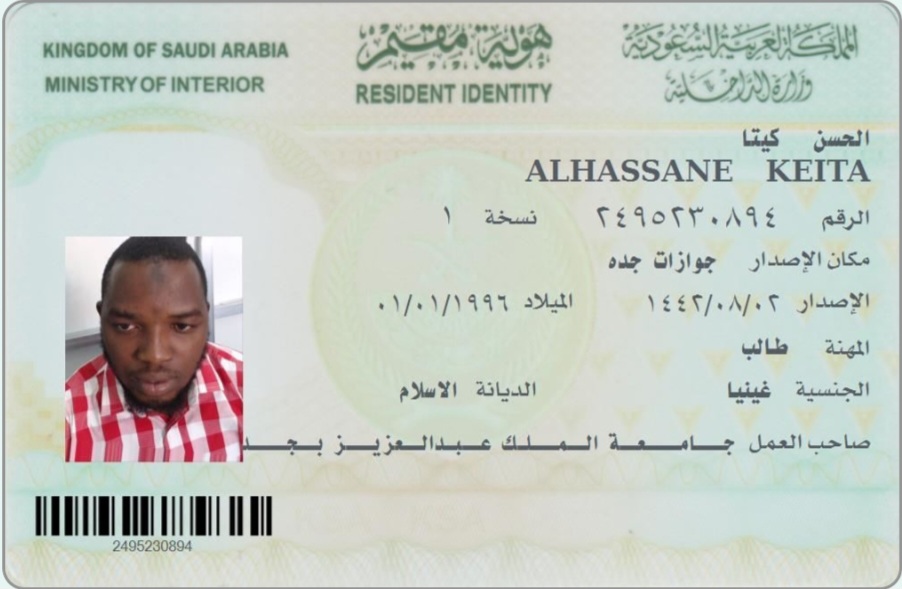 KINGDOM OF SAUDI ARABIA
MINISTRY OF INTERIOR
هوية مقيم
RESIDENT IDENTITY
المملكة العربية السعودية
وزارة الداخلية
الحسن كيتا
ALHASSANE KEITA
الرقم ٢٤٩٥٢٣٠٨٩٤ نسخة ١
مكان الإصدار جوازات جده
الإصدار ١٤٤٢/٠٨/٠٢ الميلاد ٠١/٠١/١٩٩٦
المهنة طالب
الجنسية غينيا الديانة الاسلام
صاحب العمل جامعة الملك عبدالعزيز بجد
KSA KSA
2495230894